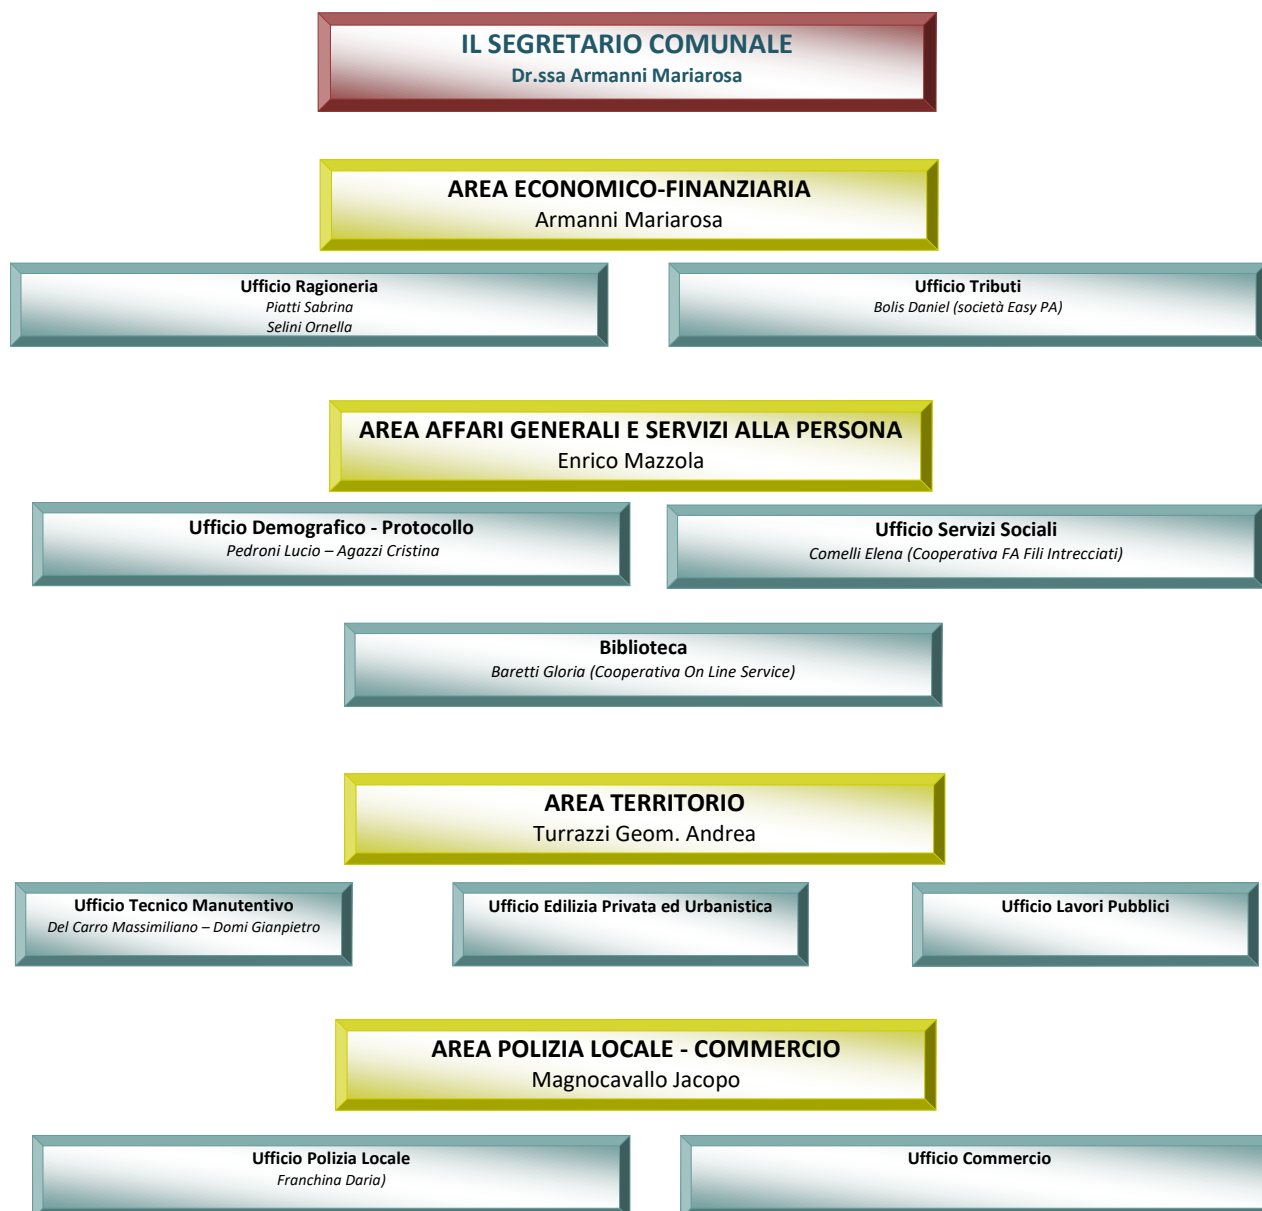 IL SEGRETARIO COMUNALE
Dr.ssa Armanni Mariarosa
AREA ECONOMICO-FINANZIARIA
Armanni Mariarosa
Ufficio Ragioneria
Piatti Sabrina
Selini Ornella
Ufficio Tributi
Bolis Daniel (società Easy PA)
AREA AFFARI GENERALI E SERVIZI ALLA PERSONA
Enrico Mazzola
Ufficio Demografico - Protocollo
Pedroni Lucio – Agazzi Cristina
Ufficio Servizi Sociali
Comelli Elena (Cooperativa FA Fili Intrecciati)
Biblioteca
Baretti Gloria (Cooperativa On Line Service)
AREA TERRITORIO
Turrazzi Geom. Andrea
Ufficio Tecnico Manutentivo
Del Carro Massimiliano – Domi Gianpietro
Ufficio Edilizia Privata ed Urbanistica
Ufficio Lavori Pubblici
AREA POLIZIA LOCALE - COMMERCIO
Magnocavallo Jacopo
Ufficio Polizia Locale
Franchina Daria)
Ufficio Commercio